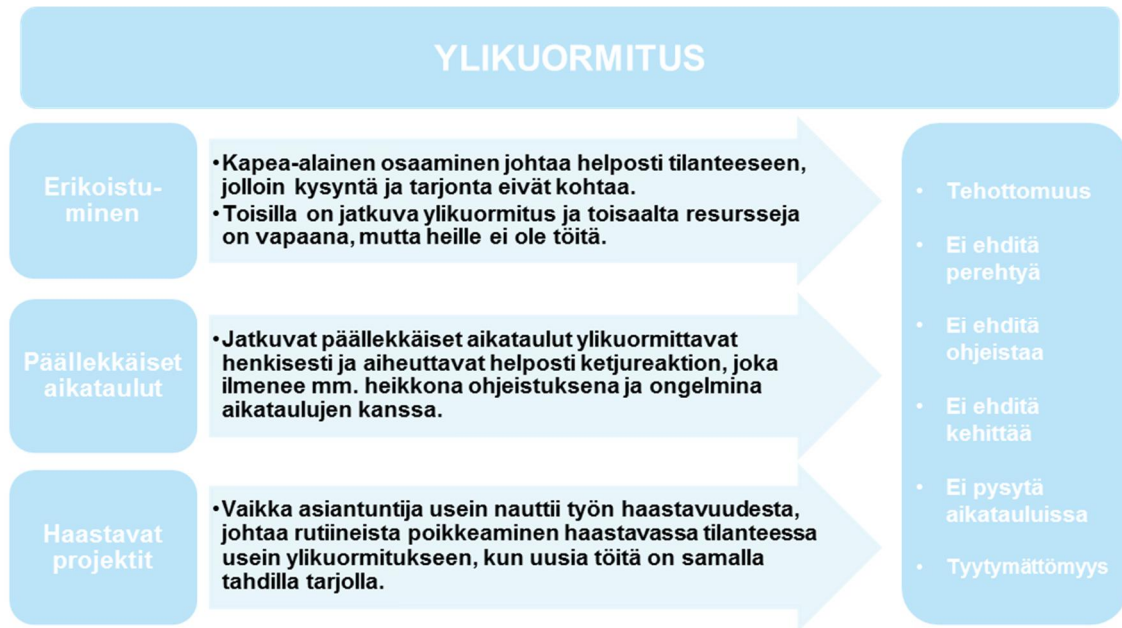 YLIKUORMITUS
Erikoistu-
minen
•Kapea-alainen osaaminen johtaa helposti tilanteeseen,
jolloin kysyntä ja tarjonta eivät kohtaa.
•Toisilla on jatkuva ylikuormitus ja toisaalta resursseja
on vapaana, mutta heille ei ole töitä.
Päällekkäiset
aikataulut
•Jatkuvat päällekkäiset aikataulut ylikuormittavat
henkisesti ja aiheuttavat helposti ketjureaktion, joka
ilmenee mm. heikkona ohjeistuksena ja ongelmina
aikataulujen kanssa.
Haastavat
projektit
•Vaikka asiantuntija usein nauttii työn haastavuudesta,
johtaa rutiineista poikkeaminen haastavassa tilanteessa
usein ylikuormitukseen, kun uusia töitä on samalla
tahdilla tarjolla.
• Tehottomuus
• Ei ehditä
perehtyä
• Ei ehditä
ohjeistaa
• Ei ehditä
kehittää
• Ei pysytä
aikatauluissa
• Tyytymättömyys